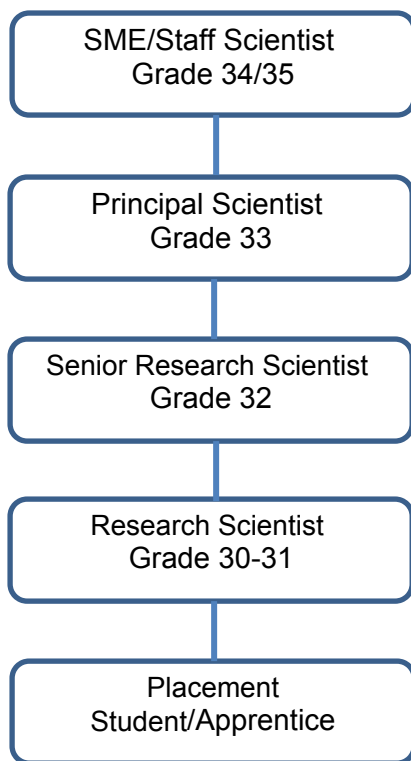 SME/Staff Scientist
Grade 34/35
Principal Scientist
Grade 33
Senior Research Scientist
Grade 32
Research Scientist
Grade 30-31
Placement
Student/Apprentice